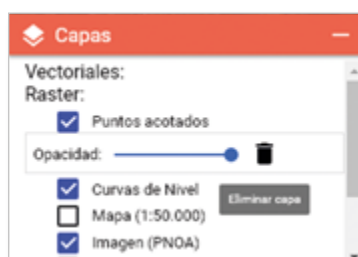 Capas
Vectoriales:
Raster:
Puntos acotados
Opacidad:
Curvas de Nivel
Eliminar capa
Mapa (1:50.000)
Imagen (PNOA)